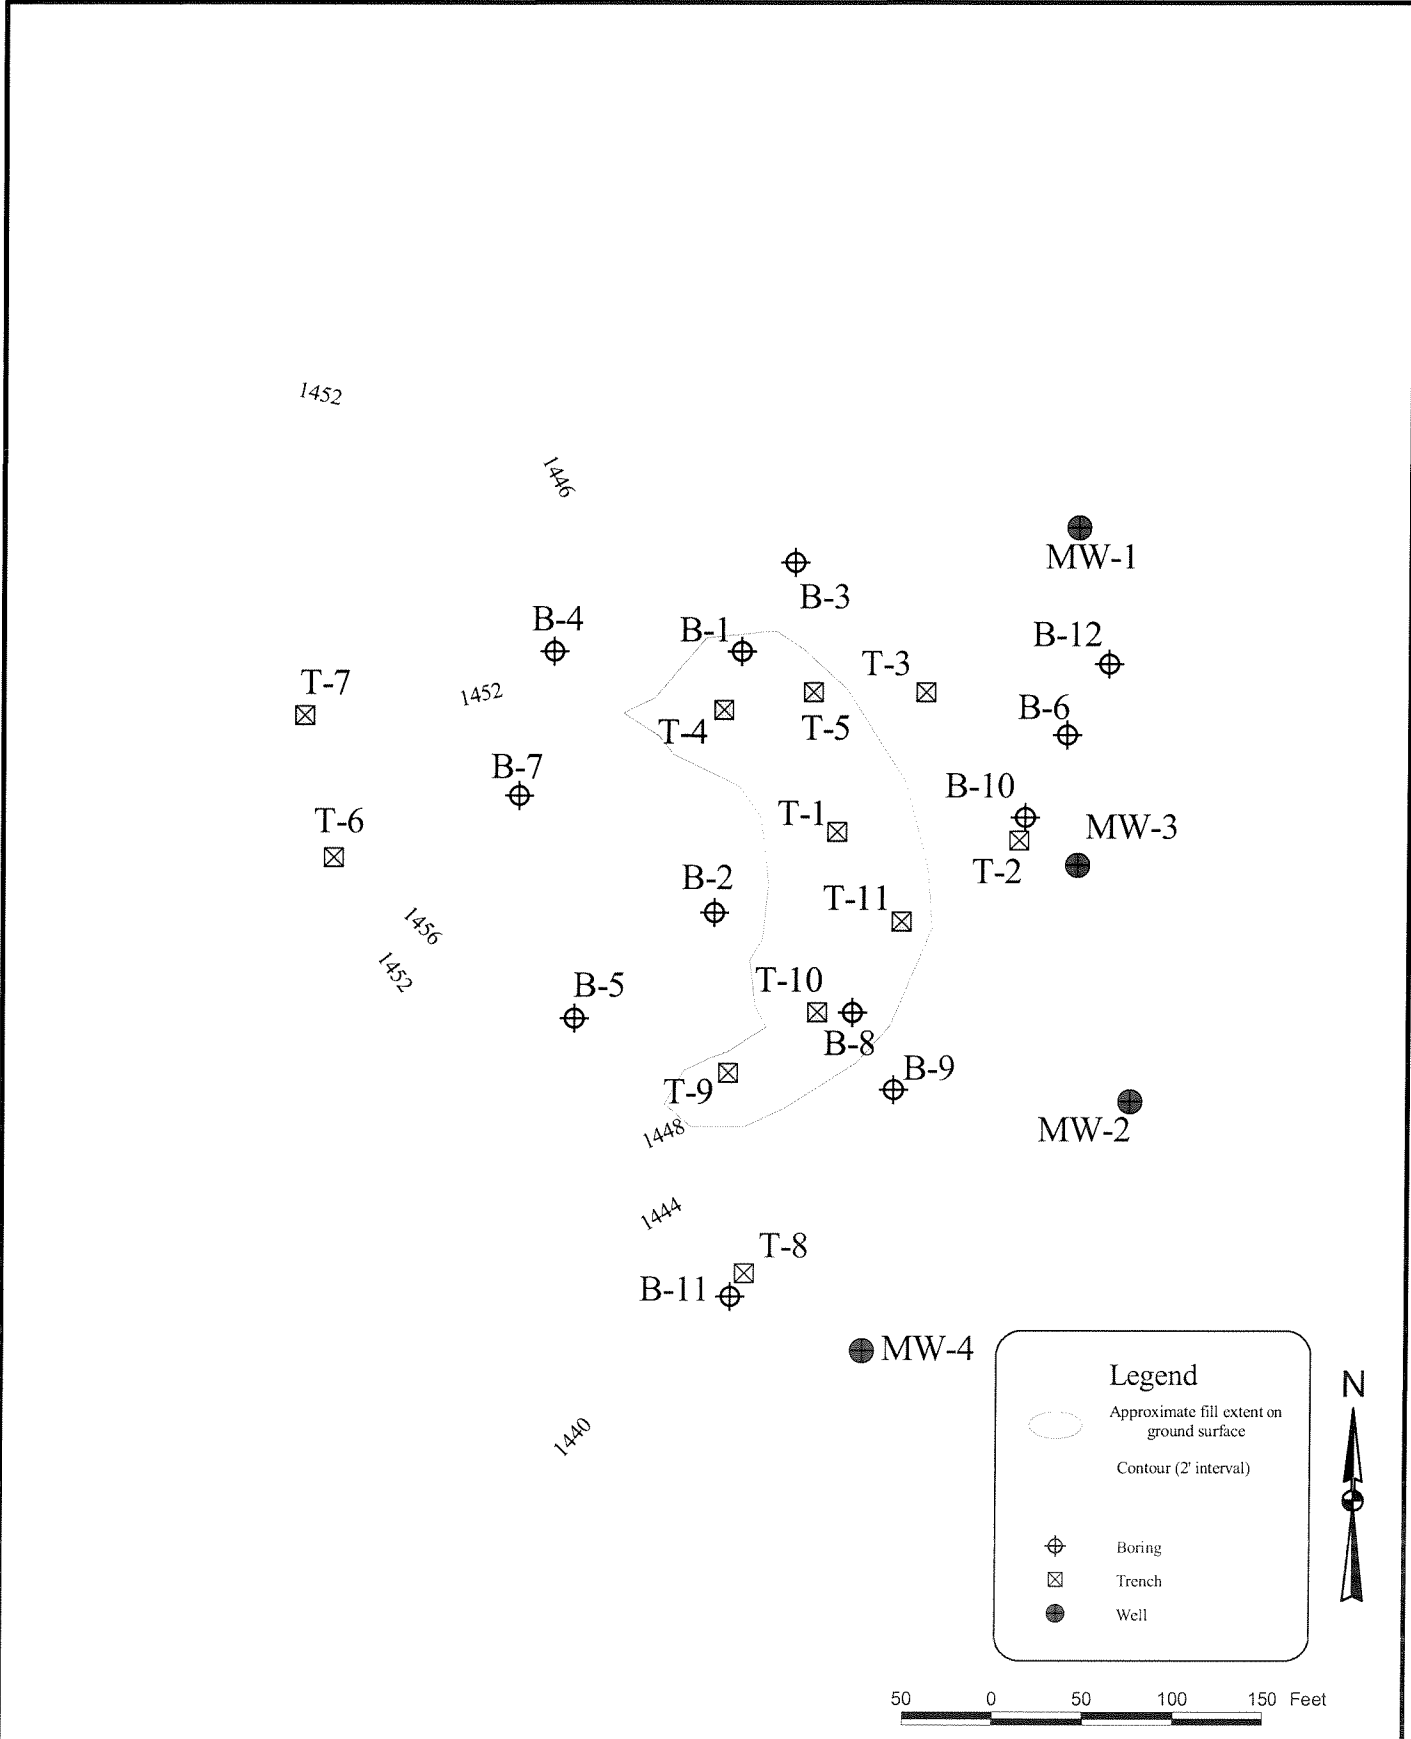 1452
1446
MW-1
B-3
B-4
B-1
B-12
T-3
T-7
1452
B-6
T-4
T-5
B-7
B-10
T-1
T-6
MW-3
T-2
B-2
T-11
1456
1452
T-10
B-5
B-8
B-9
T-9
MW-2
1448
1444
T-8
B-11
MW-4
Legend
Approximate fill extent on
ground surface
Contour (2' interval)
Boring
Trench
Well
N
1440
50 0 50 100 150 Feet